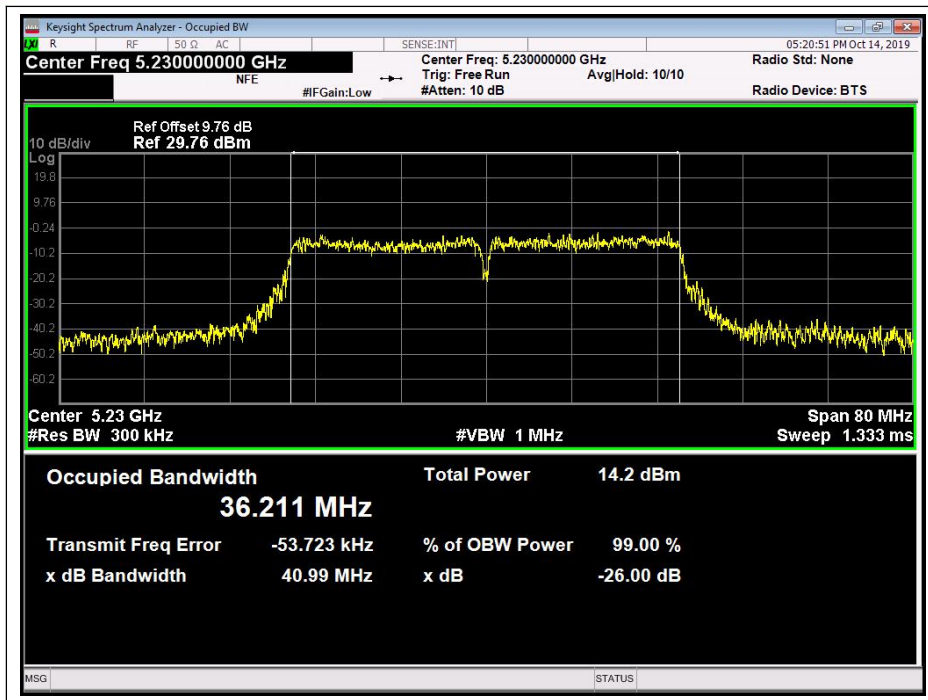 Keysight Spectrum Analyzer - Occupied BW
LXI R RF 50 Ω AC SENSE:INT 05:20:51 PM Oct 14, 2019
Center Freq 5.230000000 GHz Center Freq: 5.230000000 GHz Radio Std: None
NFE Trig: Free Run Avg|Hold: 10/10
#IFGain:Low #Atten: 10 dB Radio Device: BTS
Ref Offset 9.76 dB
10 dB/div Ref 29.76 dBm
Log
19.8
9.76
-0.24
-10.2
-20.2
-30.2
-40.2
-50.2
-60.2
Center 5.23 GHz Span 80 MHz
#Res BW 300 kHz #VBW 1 MHz Sweep 1.333 ms
Occupied Bandwidth Total Power 14.2 dBm
36.211 MHz
Transmit Freq Error -53.723 kHz % of OBW Power 99.00 %
x dB Bandwidth 40.99 MHz x dB -26.00 dB
MSG STATUS